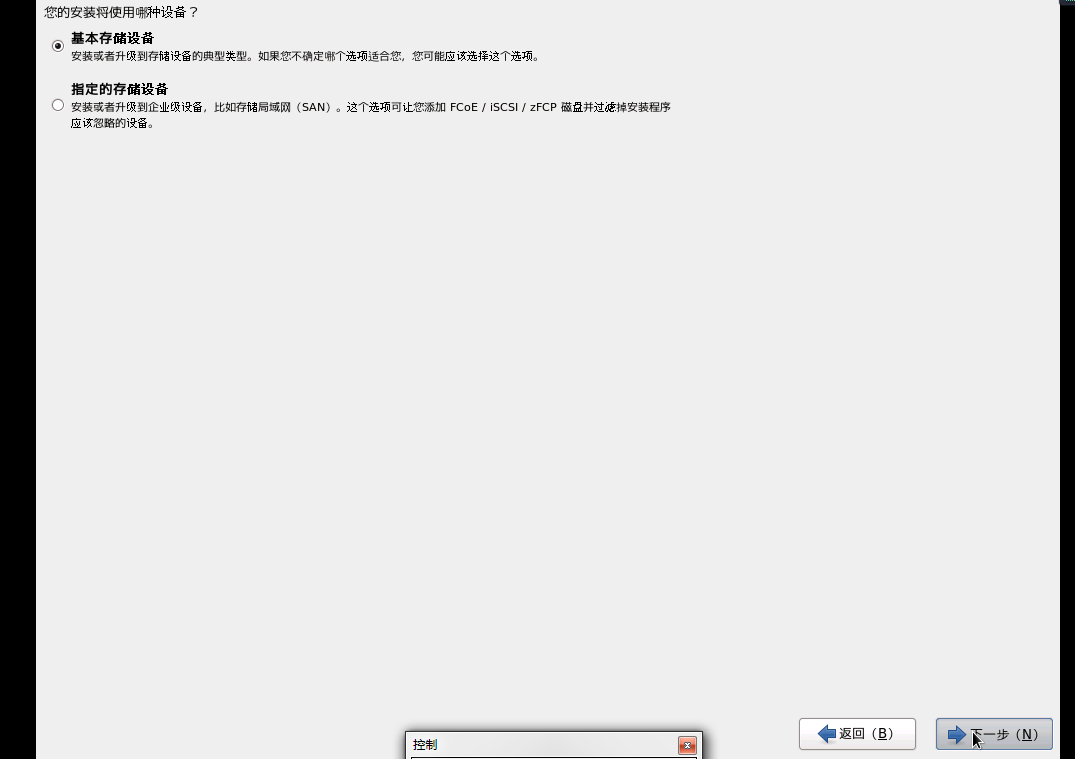 您的安装将使用哪种设备？
基本存储设备
安装或者升级到存储设备的典型类型。如果您不确定哪个选项适合您，您可能应该选择这个选项。
指定的存储设备
安装或者升级到企业级设备，比如存储局域网（SAN）。这个选项可让您添加 FCoE / iSCSI / zFCP 磁盘并过滤掉安装程序
应该忽略的设备。
返回（B）
下一步（N）
控制